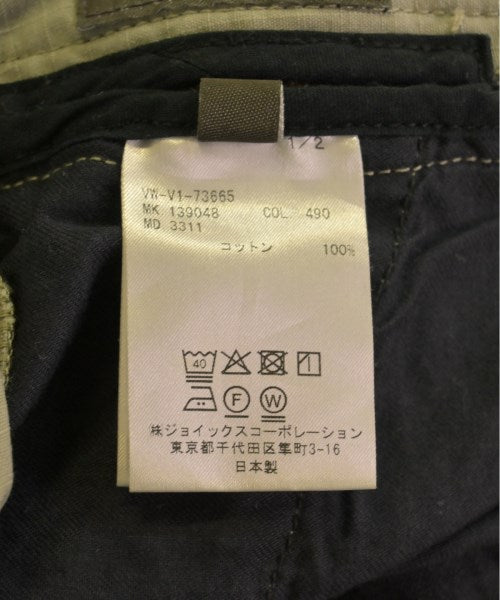 1/2
VW-V1-73665
MK 139048 COL. 490
MD 3311
コットン 100%
40
F W
㈱ジョイックスコーポレーション
東京都千代田区隼町3-16
日本製